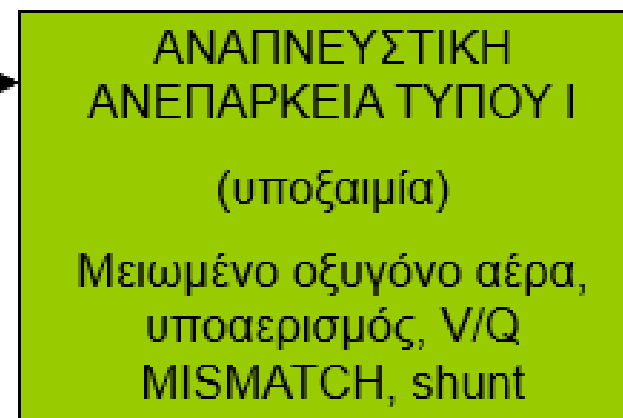 ΑΝΑΠΝΕΥΣΤΙΚΗ
ΑΝΕΠΑΡΚΕΙΑ ΤΥΠΟΥ Ι
(υποξαιμία)
Μειωμένο οξυγόνο αέρα,
υποαερισμός, V/Q
MISMATCH, shunt